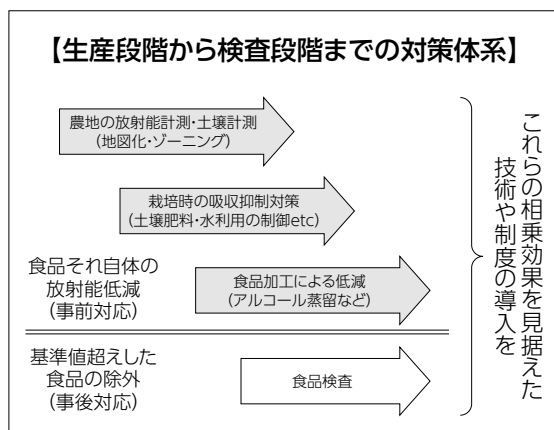 【生産段階から検査段階までの対策体系】
農地の放射能計測・土壌計測
(地図化・ゾーニング)
栽培時の吸収抑制対策
(土壌肥料・水利用の制御etc)
食品それ自体の
放射能低減
(事前対応)
食品加工による低減
(アルコール蒸留など)
基準値超えした
食品の除外
(事後対応)
食品検査
これらの相乗効果を見据えた
技術や制度の導入を